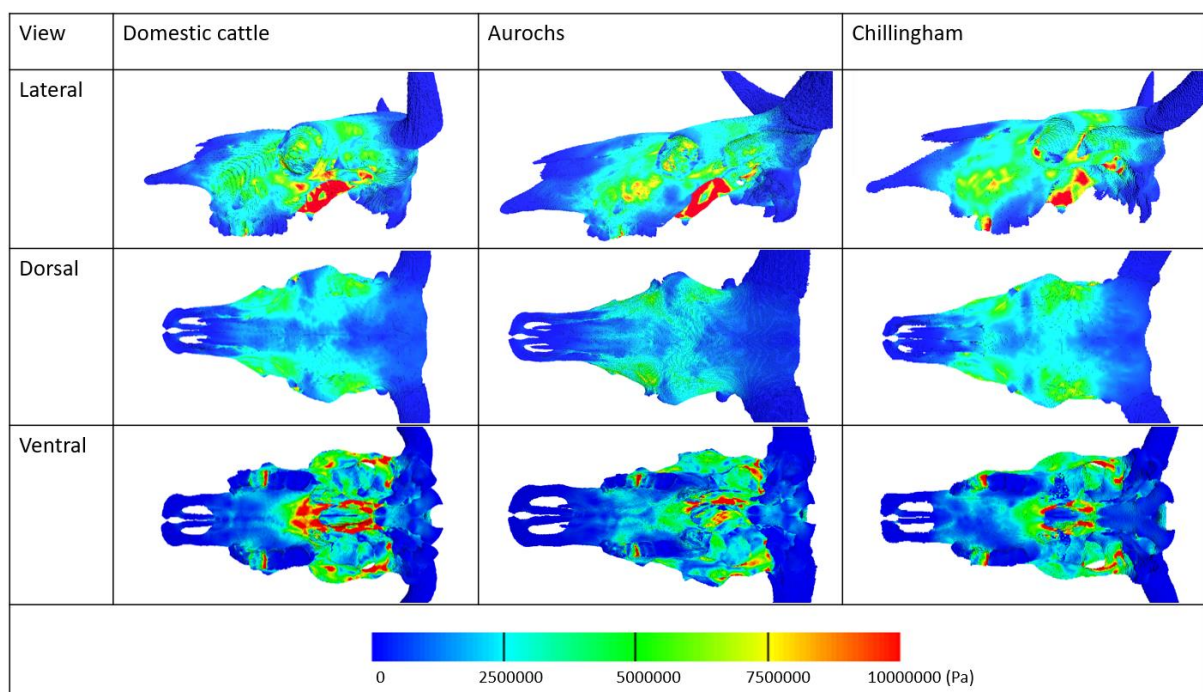 View Domestic cattle Aurochs Chillingham
Lateral
Dorsal
Ventral
0 2500000 5000000 7500000 10000000 (Pa)